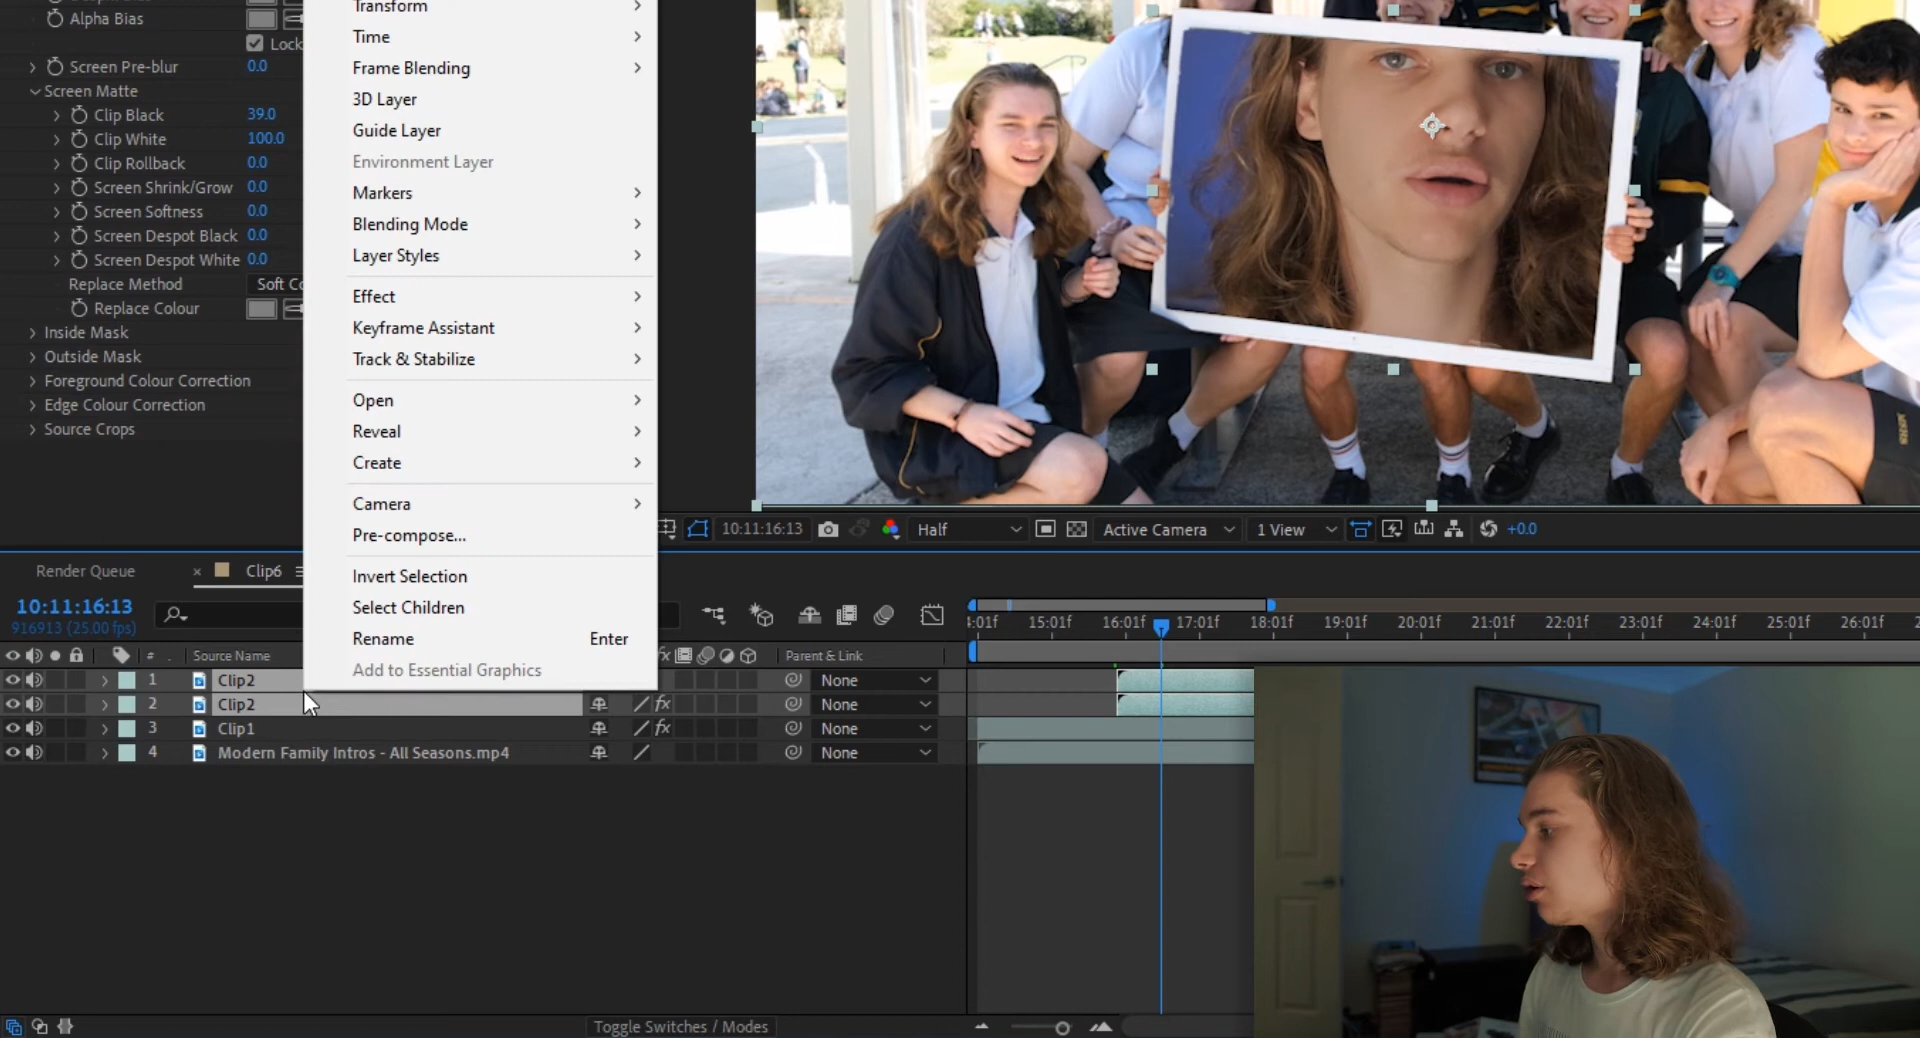 Alpha Bias
Lock
Screen Pre-blur 0.0
Screen Matte
Clip Black 39.0
Clip White 100.0
Clip Rollback 0.0
Screen Shrink/Grow 0.0
Screen Softness 0.0
Screen Despot Black 0.0
Screen Despot White 0.0
Replace Method Soft Co
Replace Colour
Inside Mask
Outside Mask
Foreground Colour Correction
Edge Colour Correction
Source Crops
Transform
Time
Frame Blending
3D Layer
Guide Layer
Environment Layer
Markers
Blending Mode
Layer Styles
Effect
Keyframe Assistant
Track & Stabilize
Open
Reveal
Create
Camera
Pre-compose...
Invert Selection
Select Children
Rename Enter
Add to Essential Graphics
10:11:16:13 Half Active Camera 1 View +0.0
Render Queue × Clip6
10:11:16:13
916913 (25.00 fps)
4:01f 15:01f 16:01f 17:01f 18:01f 19:01f 20:01f 21:01f 22:01f 23:01f 24:01f 25:01f 26:01f 2
# . Source Name fx Parent & Link
1 Clip2 None
2 Clip2 fx None
3 Clip1 fx None
4 Modern Family Intros - All Seasons.mp4 None
Toggle Switches / Modes